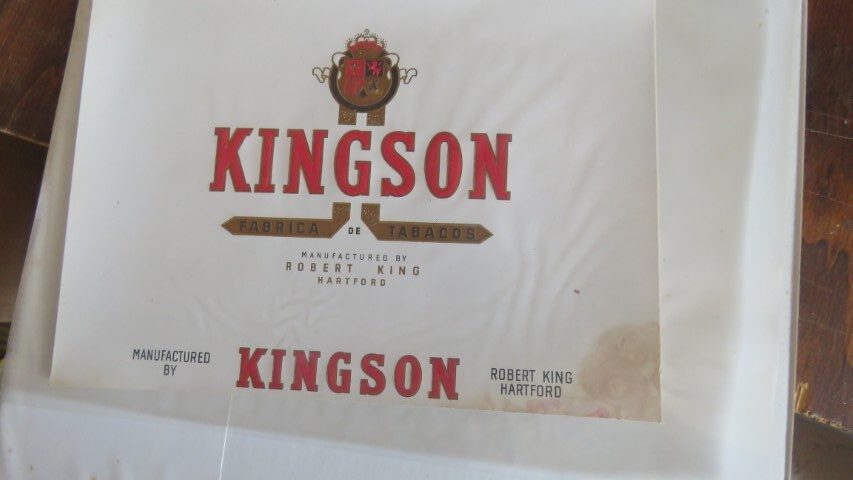 KINGSON
FABRICA DE TABACOS
MANUFACTURED BY
ROBERT KING
HARTFORD
MANUFACTURED
BY
KINGSON
ROBERT KING
HARTFORD